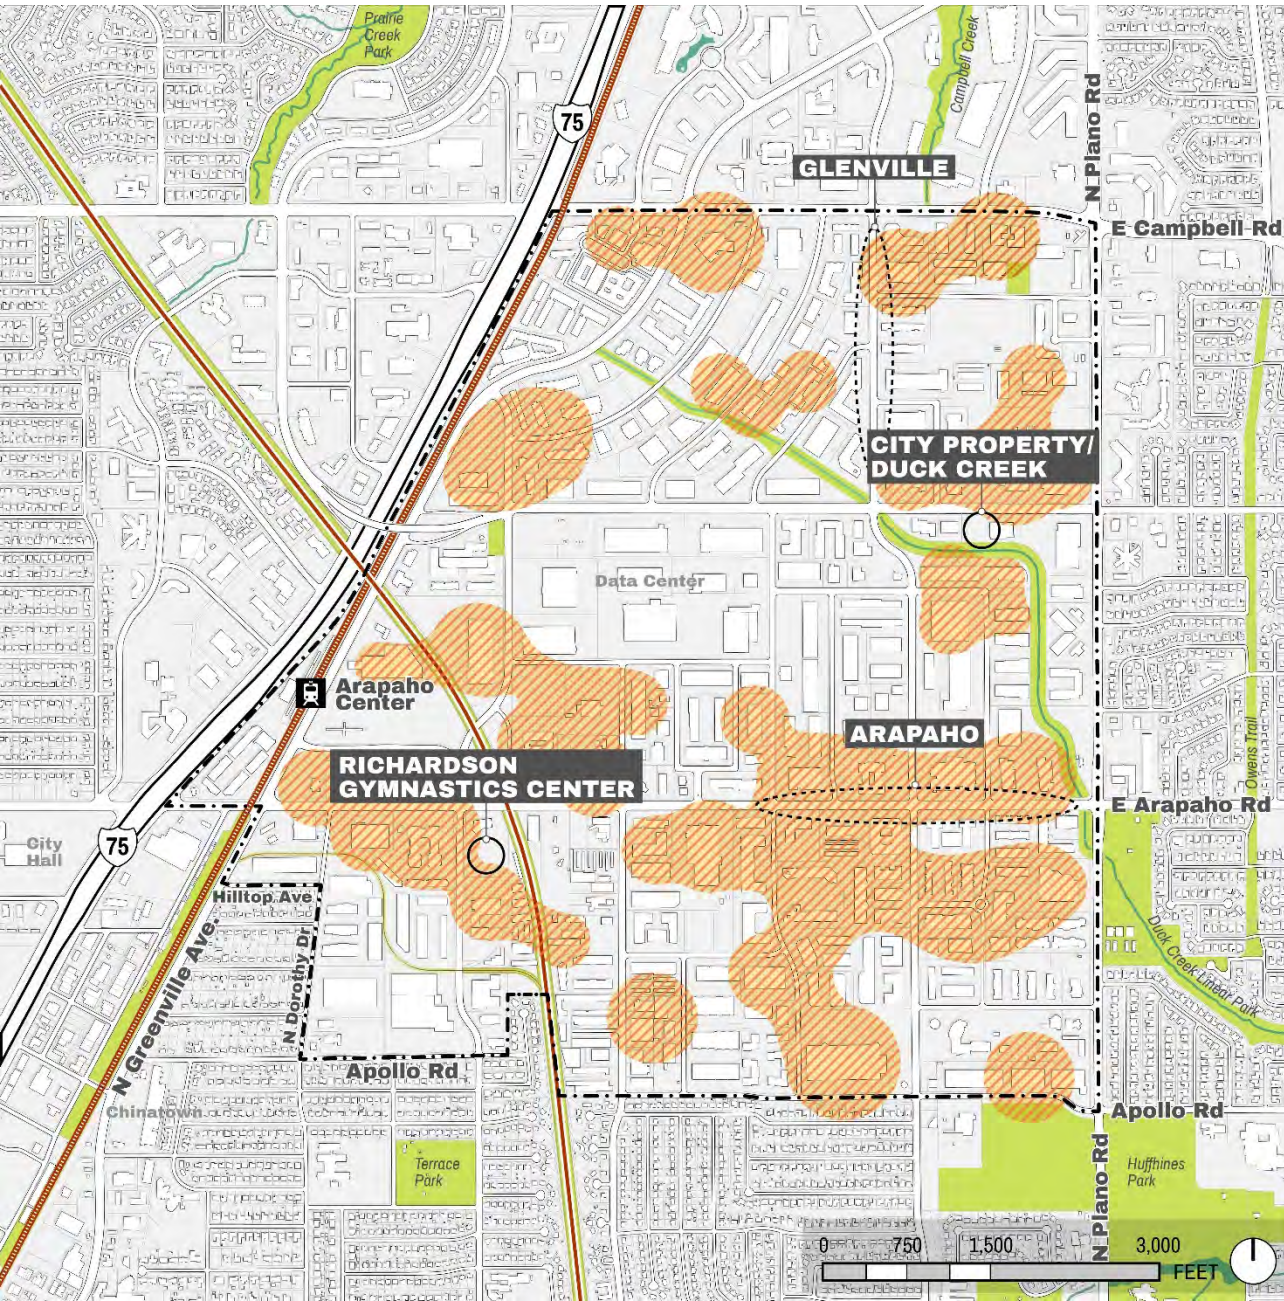 Prairie
Creek
Park
Campbell Creek
75
N Plano Rd
GLENVILLE
E Campbell Rd
CITY PROPERTY/
DUCK CREEK
Data Center
Arapaho
Center
Owens Trail
ARAPAHO
RICHARDSON
GYMNASTICS CENTER
E Arapaho Rd
City
Hall
75
Hilltop Ave
N Greenville Ave.
N Dorothy Dr
Duck Creek Linear Park
Apollo Rd
Chinatown
Apollo Rd
Terrace
Park
Huffhines
Park
N Plano Rd
0 750 1,500 3,000
FEET